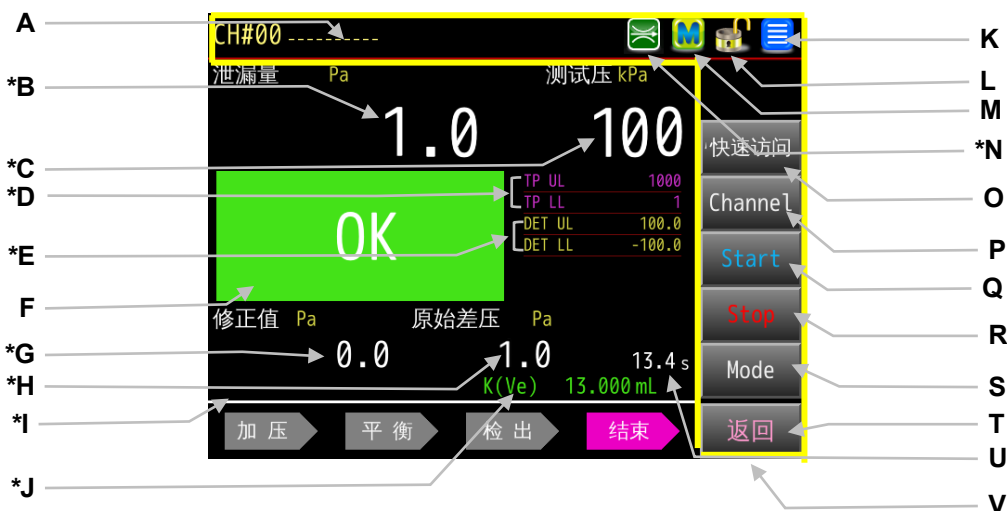 A
*B
*C
*D
*E
F
*G
*H
*I
*J
CH#00 ----------
M
泄漏量 Pa
测试压 kPa
1.0
100
TP UL 1000
TP LL 1
DET UL 100.0
DET LL -100.0
OK
修正值 Pa
原始差压 Pa
0.0
1.0
13.4 s
K(Ve) 13.000 mL
加 压
平 衡
检 出
结束
快速访问
Channel
Start
Stop
Mode
返回
K
L
M
*N
O
P
Q
R
S
T
U
V